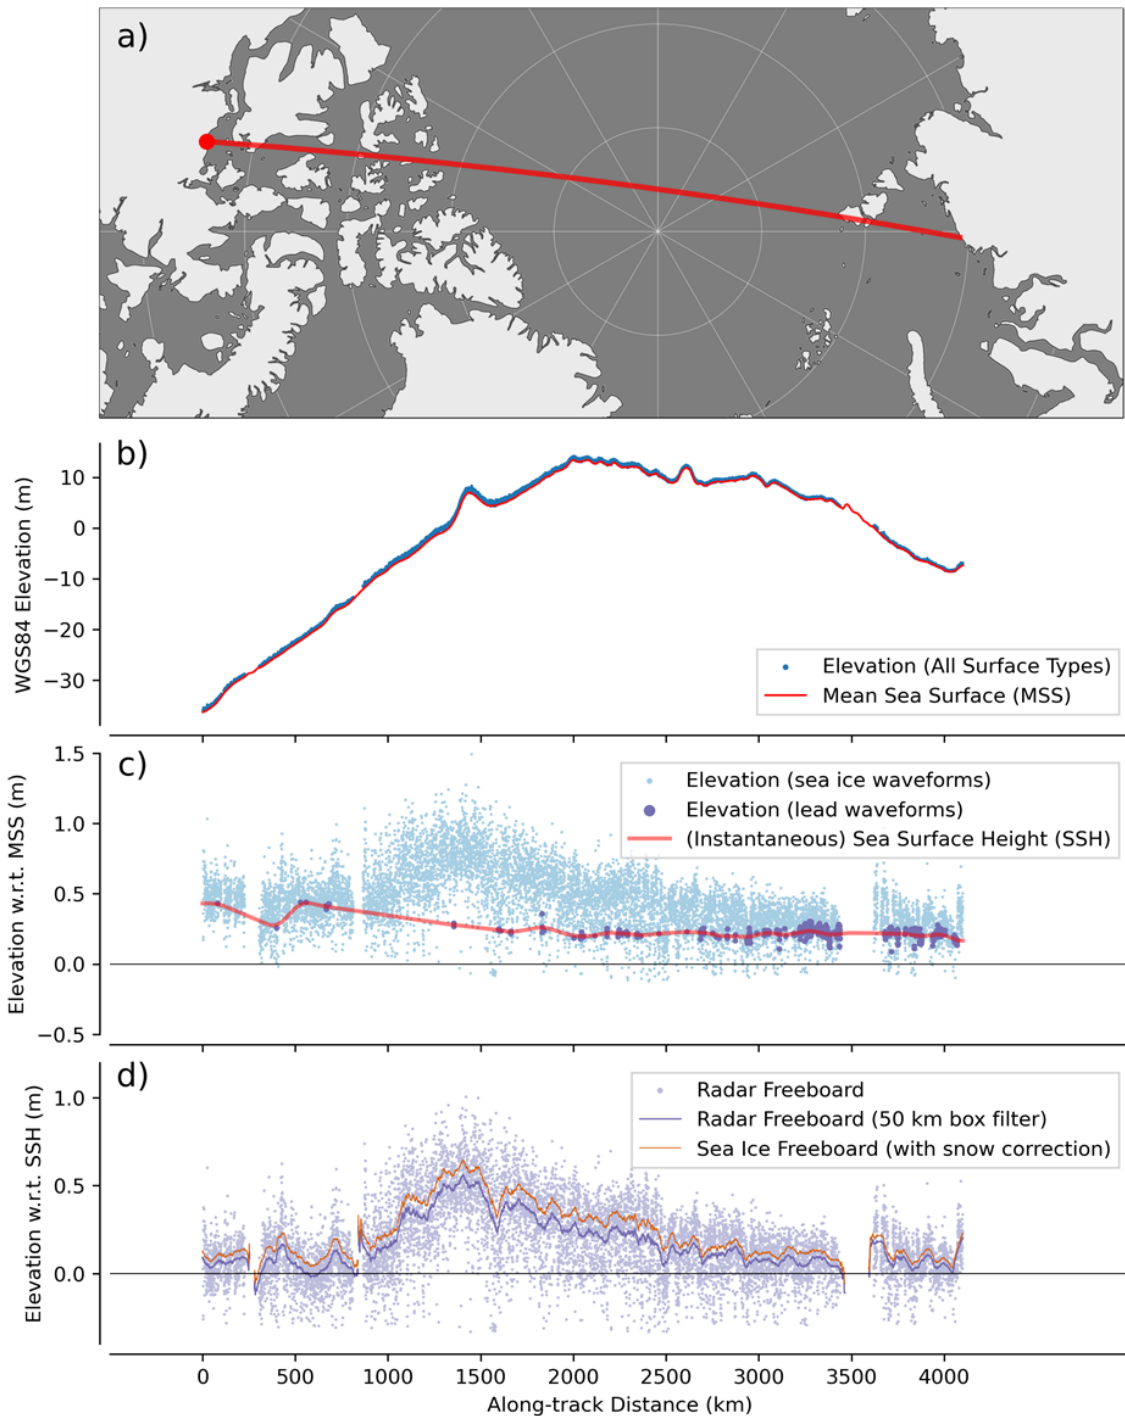 a)
b)
10
0
−10
−20
−30
WGS84 Elevation (m)
Elevation (All Surface Types)
Mean Sea Surface (MSS)
c)
1.5
1.0
0.5
0.0
−0.5
Elevation w.r.t. MSS (m)
Elevation (sea ice waveforms)
Elevation (lead waveforms)
(Instantaneous) Sea Surface Height (SSH)
d)
1.0
0.5
0.0
Elevation w.r.t. SSH (m)
Radar Freeboard
Radar Freeboard (50 km box filter)
Sea Ice Freeboard (with snow correction)
0 500 1000 1500 2000 2500 3000 3500 4000
Along-track Distance (km)